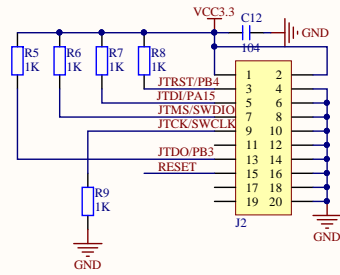 VCC3.3
C12
GND
104
R5
1K
R6
1K
R7
1K
R8
1K
1 2
JTRST/PB4 3 4
JTDI/PA15 5 6
JTMS/SWDIO 7 8
JTCK/SWCLK 9 10
11 12
JTDO/PB3 13 14
RESET 15 16
17 18
19 20
R9
1K
J2
GND
GND